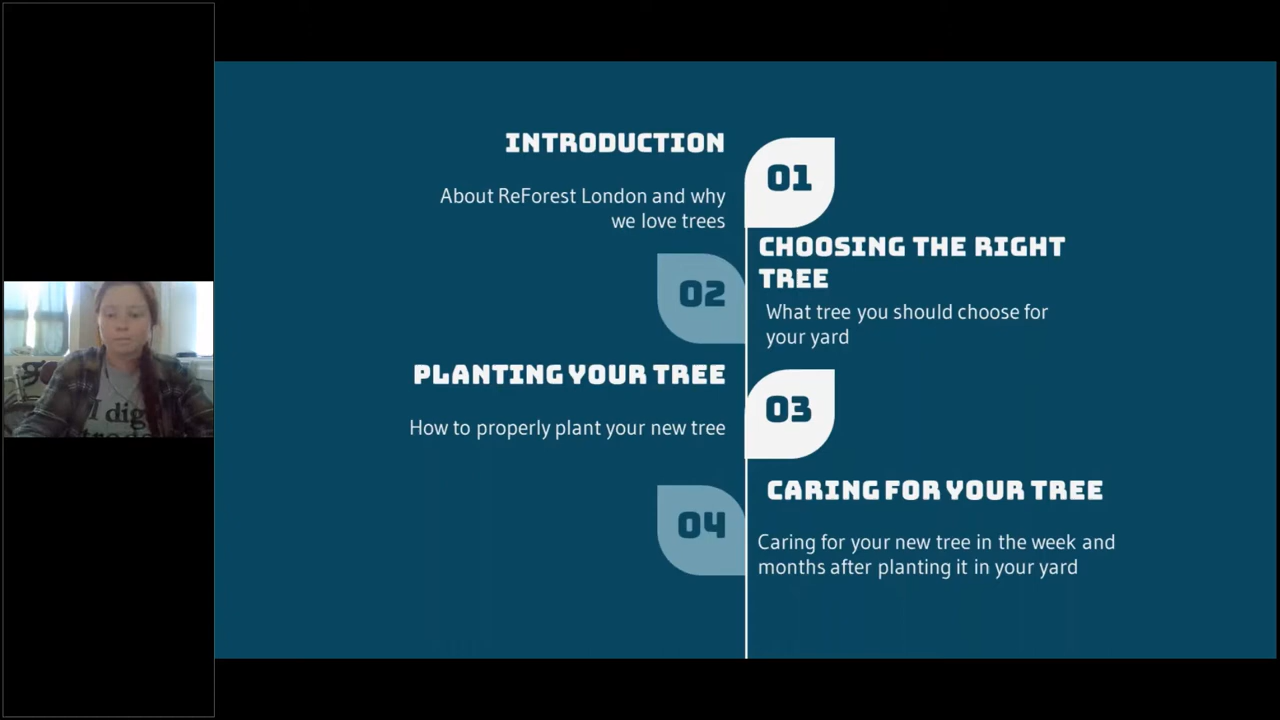 INTRODUCTION
01
About ReForest London and why
we love trees
CHOOSING THE RIGHT
TREE
02
What tree you should choose for
your yard
PLANTING YOUR TREE
03
How to properly plant your new tree
CARING FOR YOUR TREE
04
Caring for your new tree in the week and
months after planting it in your yard
I dig